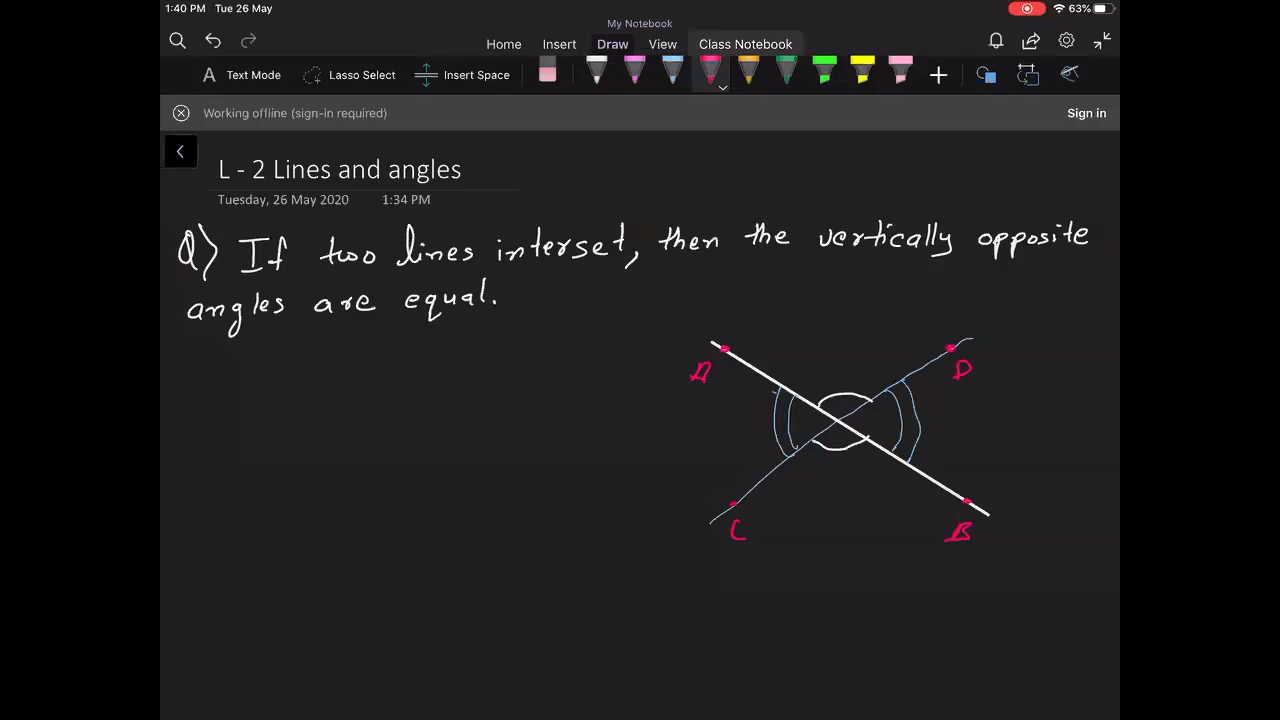 1:40 PM Tue 26 May 63%
My Notebook
Home Insert Draw View Class Notebook
A Text Mode Lasso Select Insert Space
Working offline (sign-in required) Sign in
L - 2 Lines and angles
Tuesday, 26 May 2020 1:34 PM
Q) If two lines interset, then the vertically opposite
angles are equal.
A D
C B